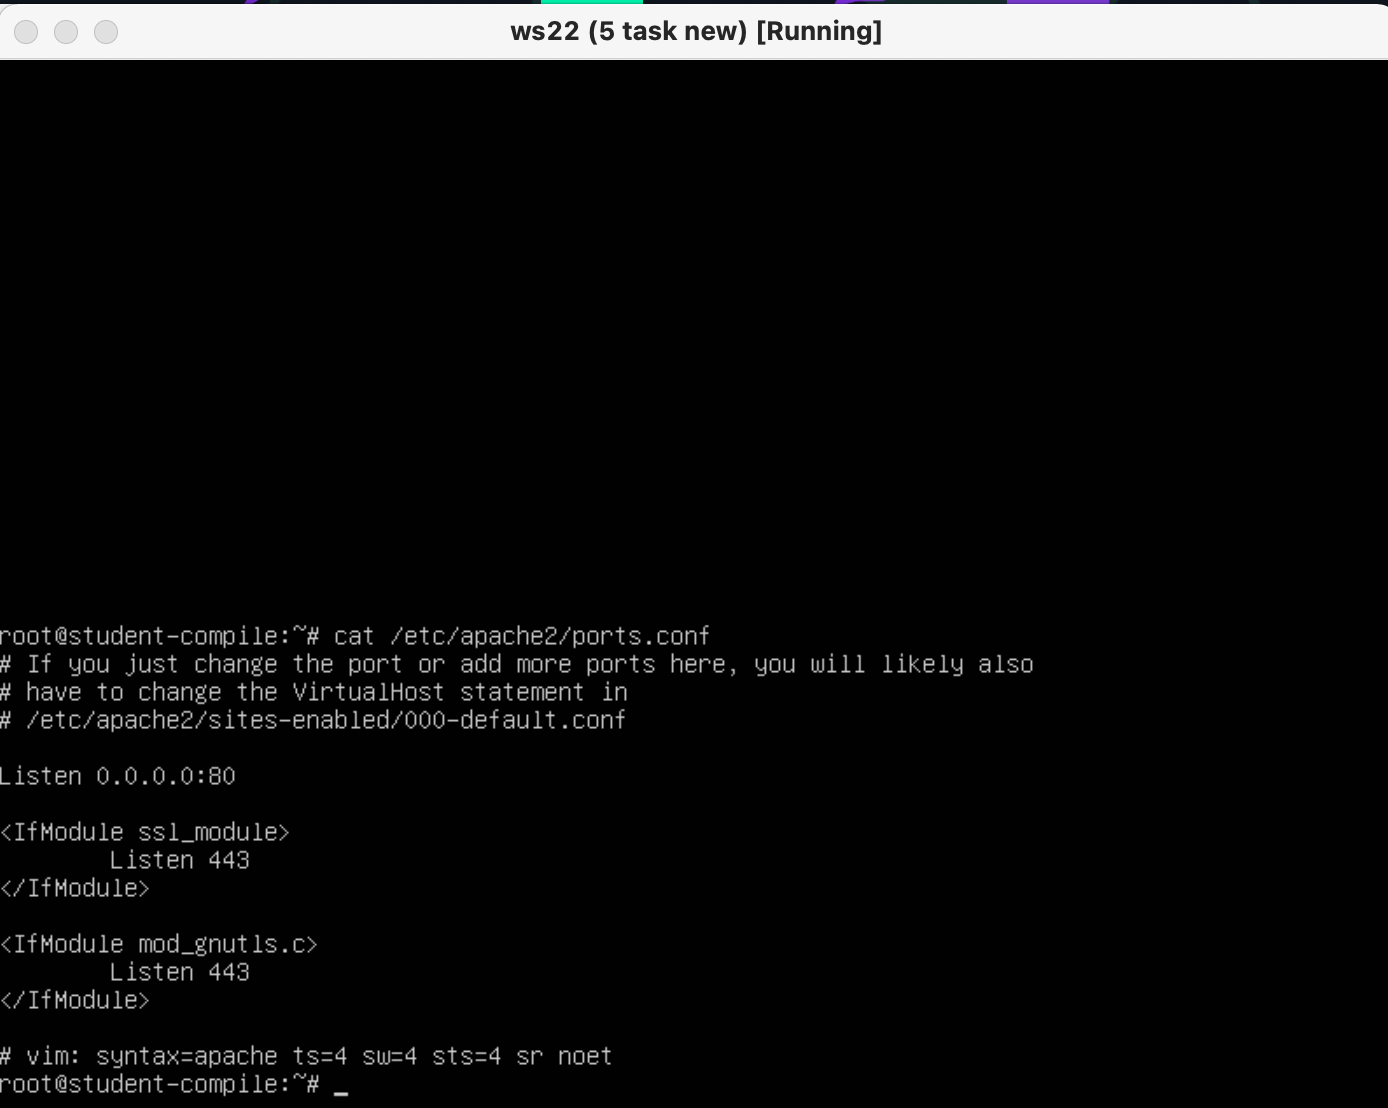 ws22 (5 task new) [Running]
root@student-compile:~# cat /etc/apache2/ports.conf
# If you just change the port or add more ports here, you will likely also
# have to change the VirtualHost statement in
# /etc/apache2/sites-enabled/000-default.conf
Listen 0.0.0.0:80
<IfModule ssl_module>
        Listen 443
</IfModule>
<IfModule mod_gnutls.c>
        Listen 443
</IfModule>
# vim: syntax=apache ts=4 sw=4 sts=4 sr noet
root@student-compile:~# _